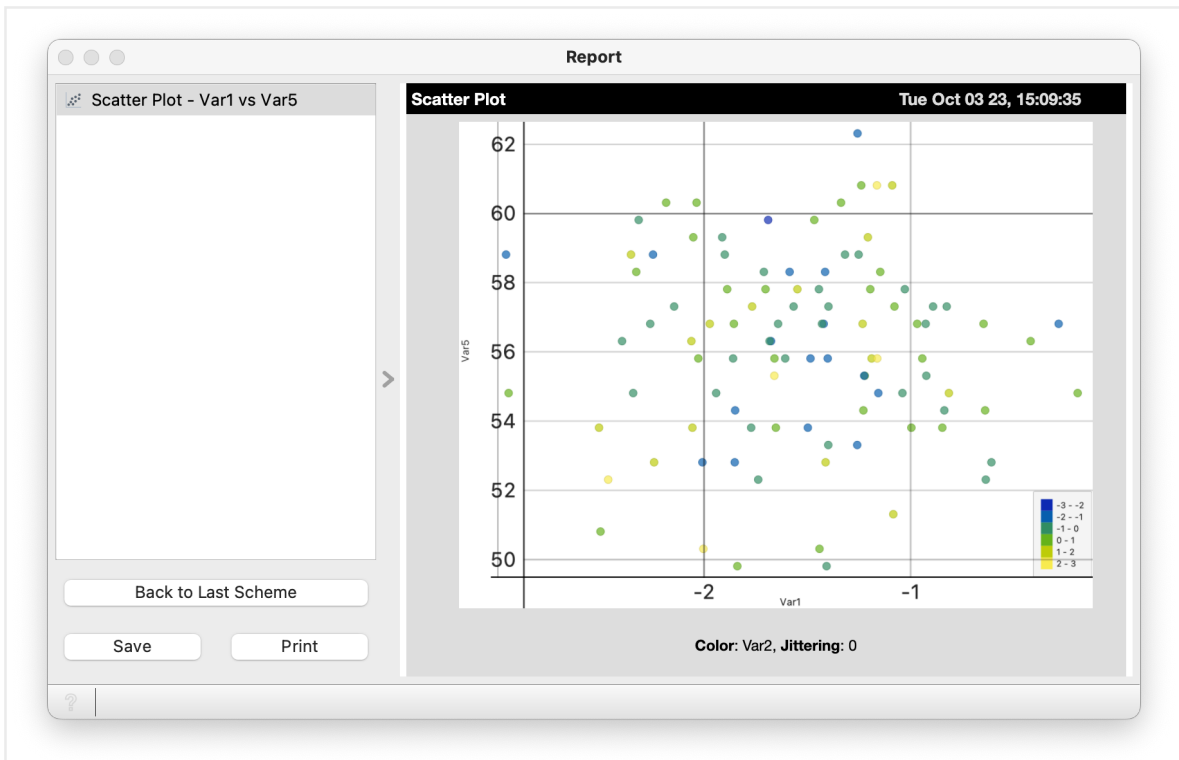 Report
Scatter Plot - Var1 vs Var5
Back to Last Scheme
Save
Print
Scatter Plot
Tue Oct 03 23, 15:09:35
62
60
58
56
54
52
50
Var5
-2
-1
Var1
-3 - -2
-2 - -1
-1 - 0
0 - 1
1 - 2
2 - 3
Color: Var2, Jittering: 0
?